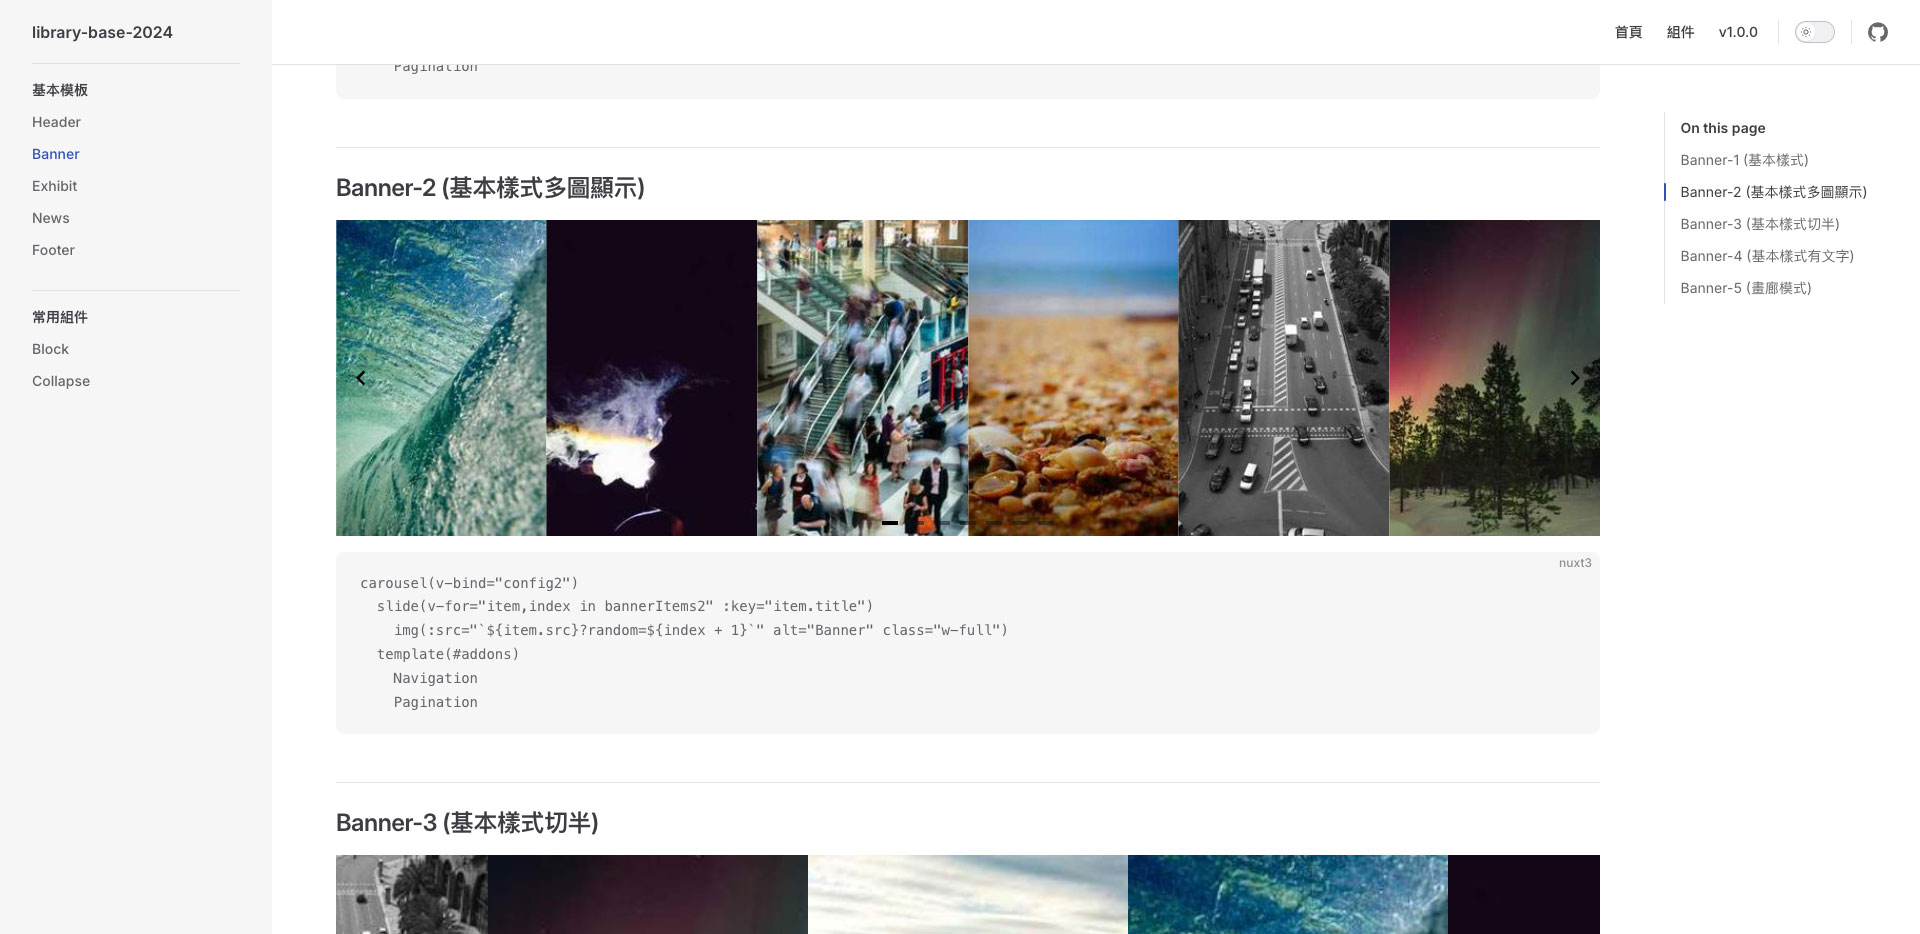 library-base-2024
首頁
組件
v1.0.0
基本模板
Header
Banner
Exhibit
News
Footer
常用組件
Block
Collapse
Pagination
Banner-2 (基本樣式多圖顯示)
nuxt3
carousel(v-bind="config2")
  slide(v-for="item,index in bannerItems2" :key="item.title")
    img(:src="`${item.src}?random=${index + 1}`" alt="Banner" class="w-full")
  template(#addons)
    Navigation
    Pagination
Banner-3 (基本樣式切半)
On this page
Banner-1 (基本樣式)
Banner-2 (基本樣式多圖顯示)
Banner-3 (基本樣式切半)
Banner-4 (基本樣式有文字)
Banner-5 (畫廊模式)